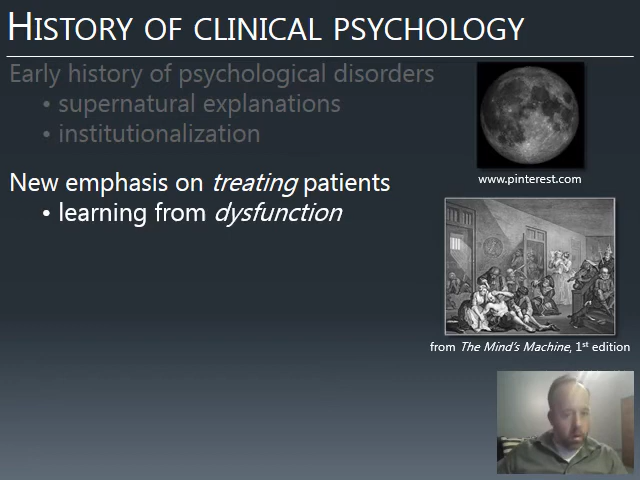 HISTORY OF CLINICAL PSYCHOLOGY
Early history of psychological disorders
• supernatural explanations
• institutionalization
www.pinterest.com
New emphasis on treating patients
• learning from dysfunction
from The Mind's Machine, 1st edition